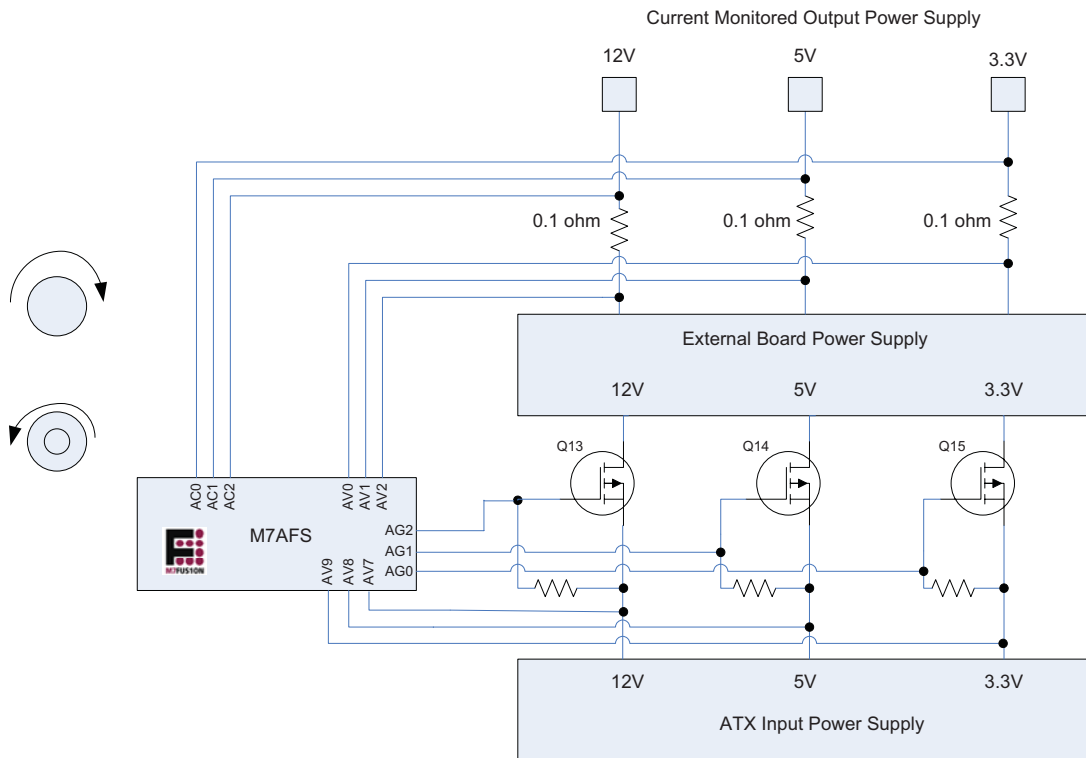 Current Monitored Output Power Supply
12V 5V 3.3V
0.1 ohm 0.1 ohm 0.1 ohm
External Board Power Supply
12V 5V 3.3V
Q13 Q14 Q15
AC0 AC1 AC2 AV0 AV1 AV2
M7AFS
M7FUS1ON
AG2
AG1
AG0
AV9 AV8 AV7
12V 5V 3.3V
ATX Input Power Supply